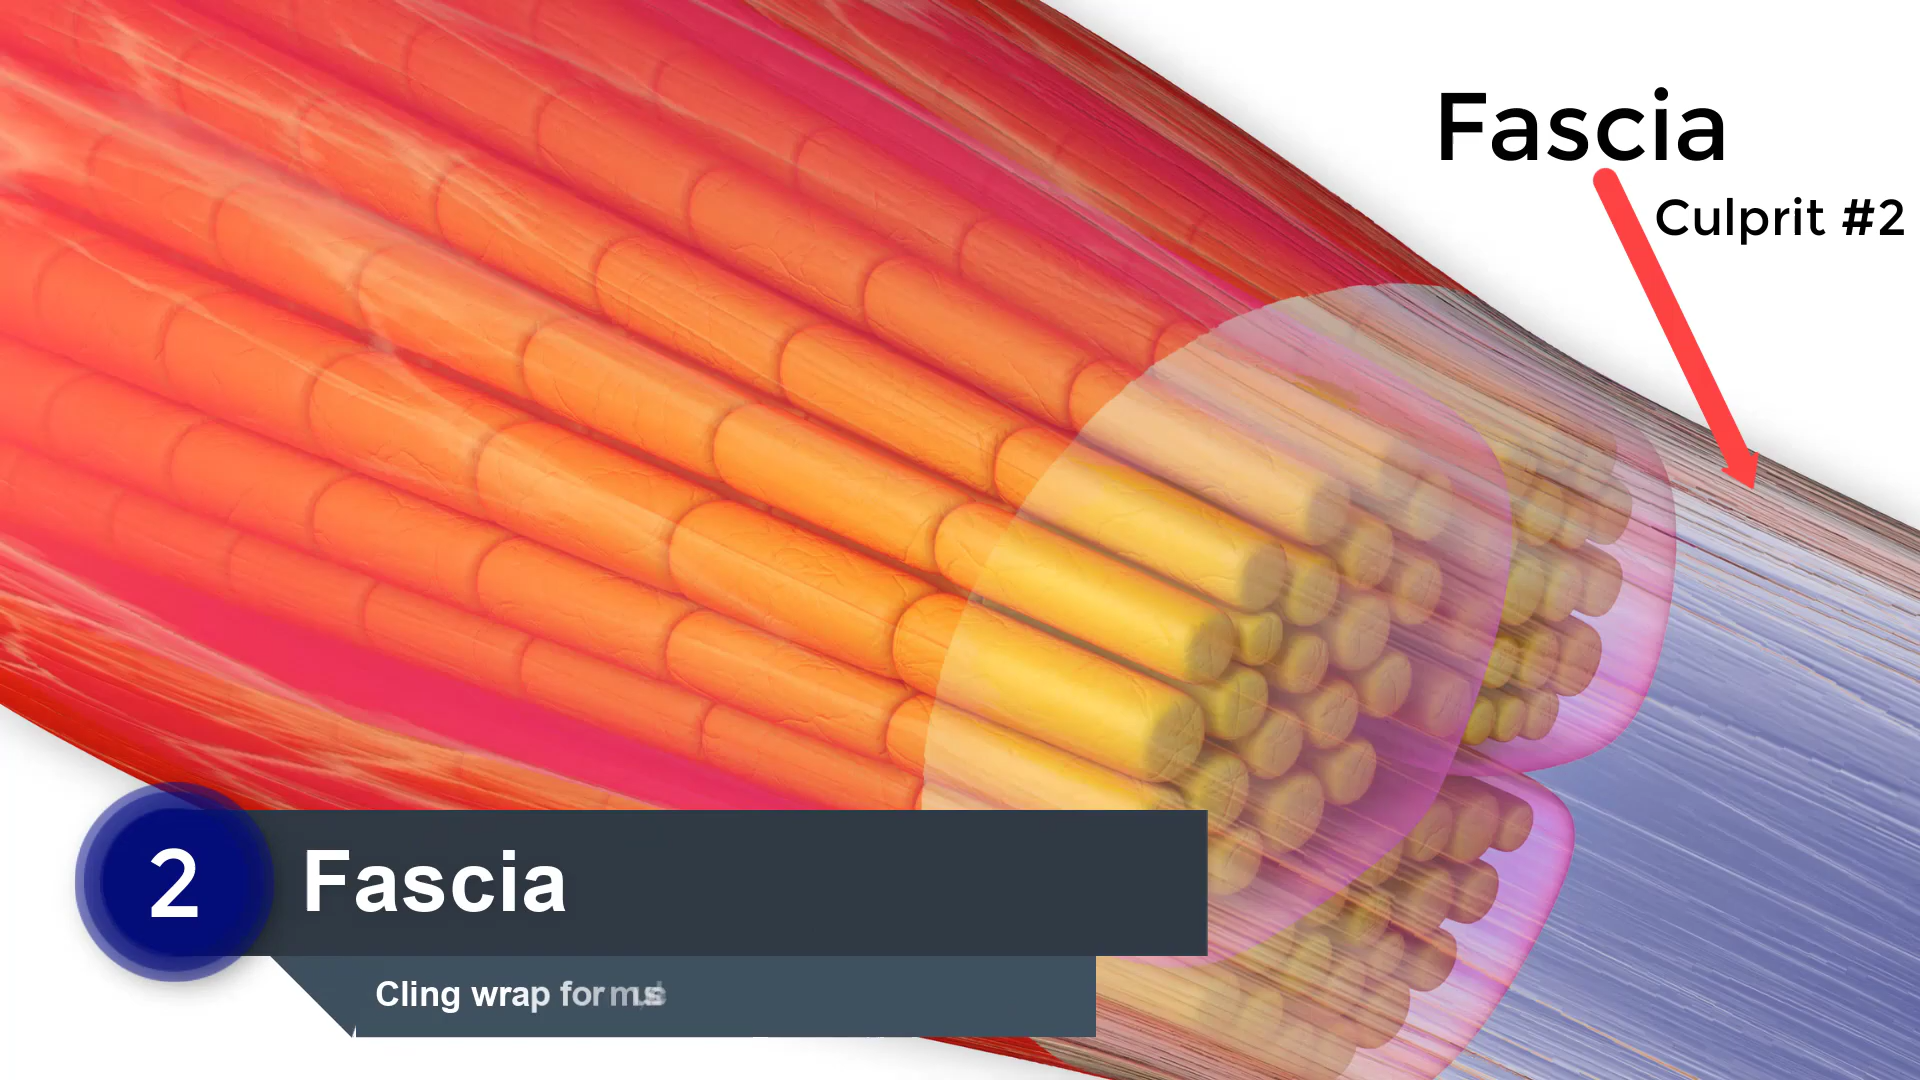 Fascia
Culprit #2
2
Fascia
Cling wrap for